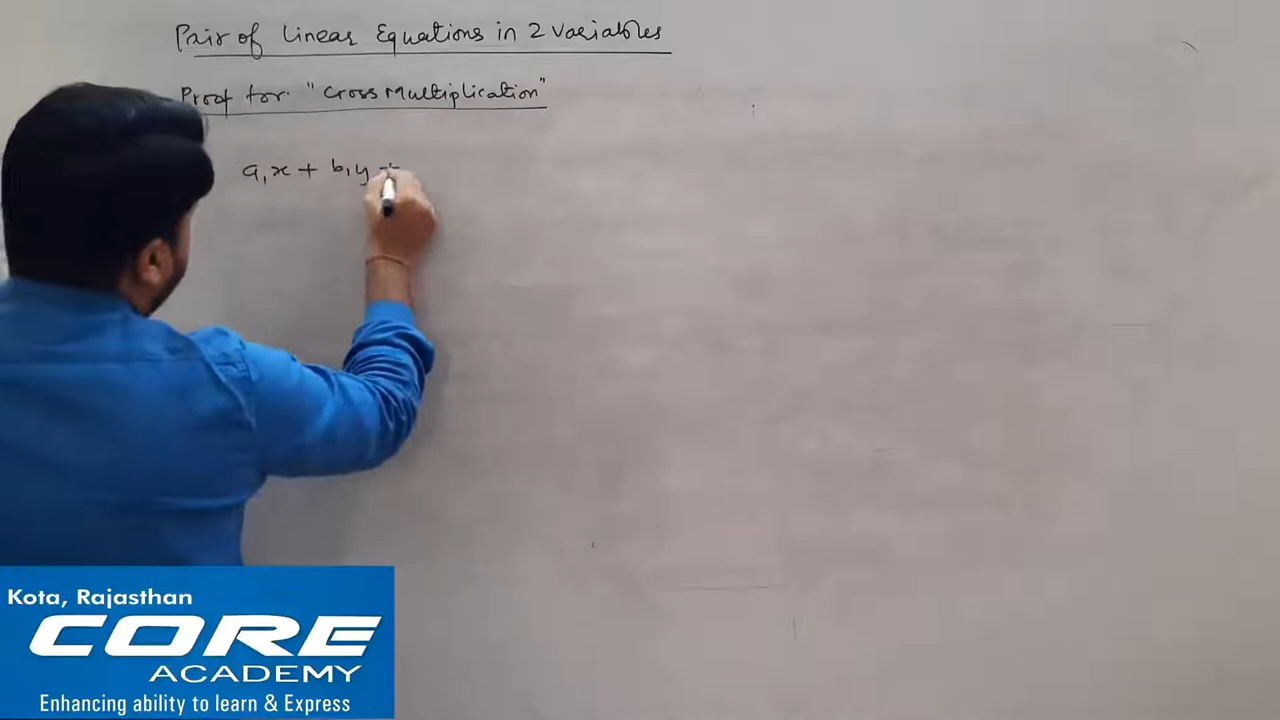 Pair of Linear Equations in 2 Variables
Proof for "Cross Multiplication"
a₁x + b₁y +
Kota, Rajasthan
CORE
ACADEMY
Enhancing ability to learn & Express